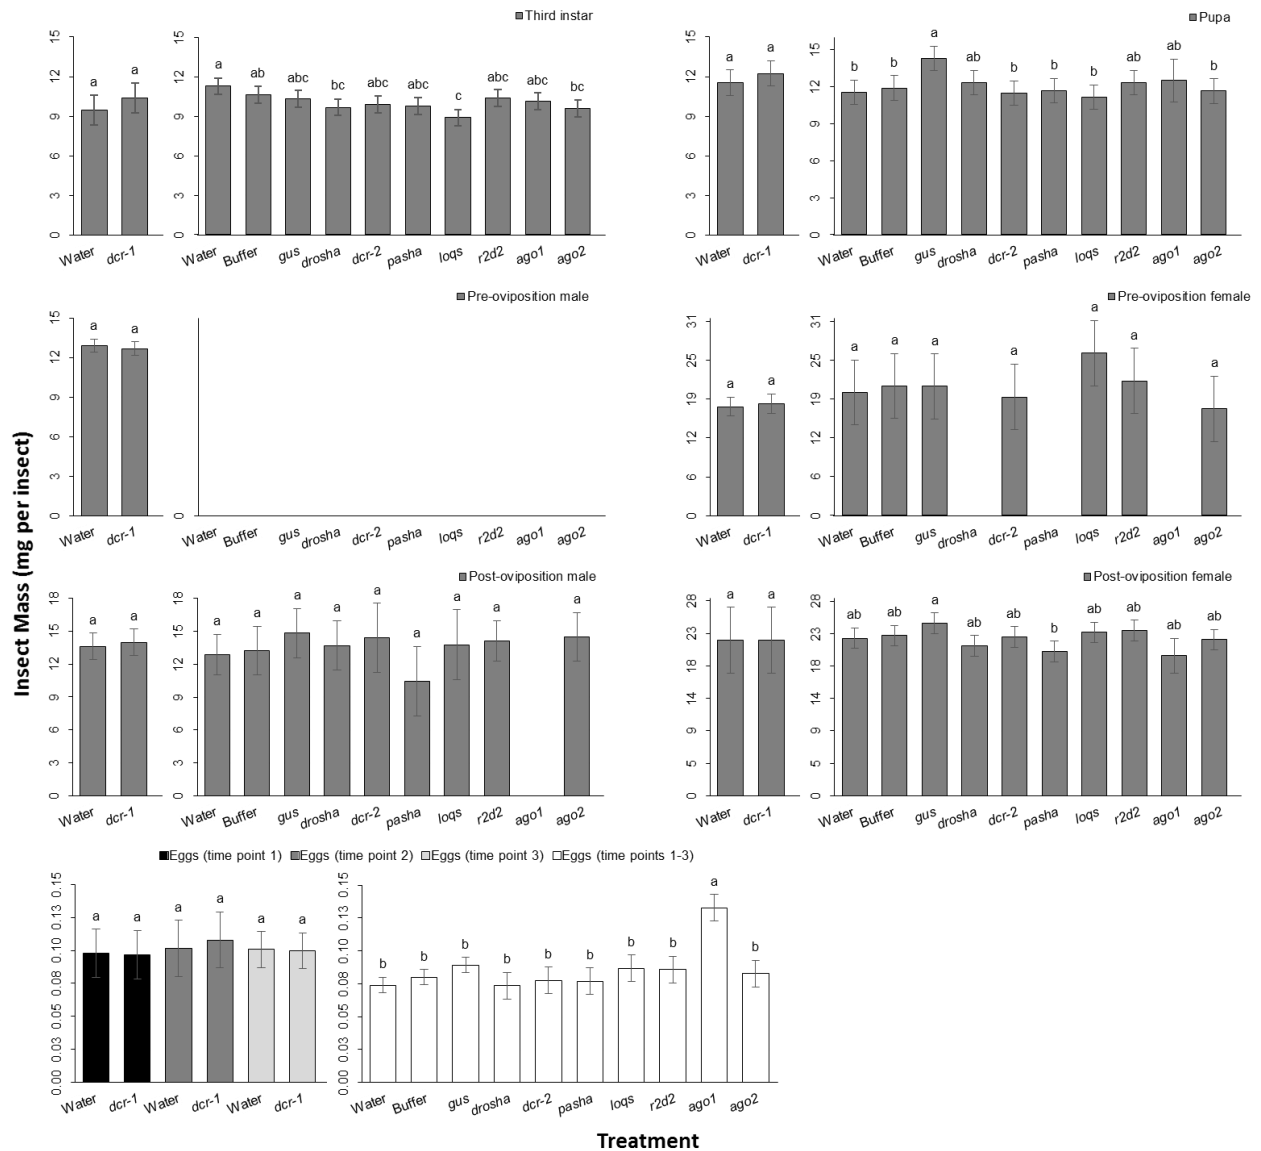 Third instar
15
12
9
6
3
0
a
a
Water
dcr-1
15
12
9
6
3
0
a
ab
abc
bc
abc
abc
c
abc
abc
bc
Water
Buffer
gus
drosha
dcr-2
pasha
loqs
r2d2
ago1
ago2
Pupa
15
12
9
6
3
0
a
a
Water
dcr-1
15
12
9
6
3
0
b
b
a
ab
b
b
b
ab
ab
b
Water
Buffer
gus
drosha
dcr-2
pasha
loqs
r2d2
ago1
ago2
Pre-oviposition male
15
12
9
6
3
0
a
a
Water
dcr-1
0
Water
Buffer
gus
drosha
dcr-2
pasha
loqs
r2d2
ago1
ago2
Pre-oviposition female
31
25
19
12
6
0
a
a
Water
dcr-1
31
25
19
12
6
0
a
a
a
a
a
a
a
Water
Buffer
gus
drosha
dcr-2
pasha
loqs
r2d2
ago1
ago2
Insect Mass (mg per insect)
Post-oviposition male
18
15
12
9
6
3
0
a
a
Water
dcr-1
18
15
12
9
6
3
0
a
a
a
a
a
a
a
a
a
Water
Buffer
gus
drosha
dcr-2
pasha
loqs
r2d2
ago1
ago2
Post-oviposition female
28
23
18
14
9
5
0
a
a
Water
dcr-1
28
23
18
14
9
5
0
ab
ab
a
ab
ab
b
ab
ab
ab
ab
Water
Buffer
gus
drosha
dcr-2
pasha
loqs
r2d2
ago1
ago2
Eggs (time point 1) Eggs (time point 2) Eggs (time point 3) Eggs (time points 1-3)
0.15
0.13
0.10
0.08
0.05
0.03
0.00
a
a
a
a
a
a
Water
dcr-1
Water
dcr-1
Water
dcr-1
0.15
0.13
0.10
0.08
0.05
0.03
0.00
b
b
b
b
b
b
b
b
a
b
Water
Buffer
gus
drosha
dcr-2
pasha
loqs
r2d2
ago1
ago2
Treatment